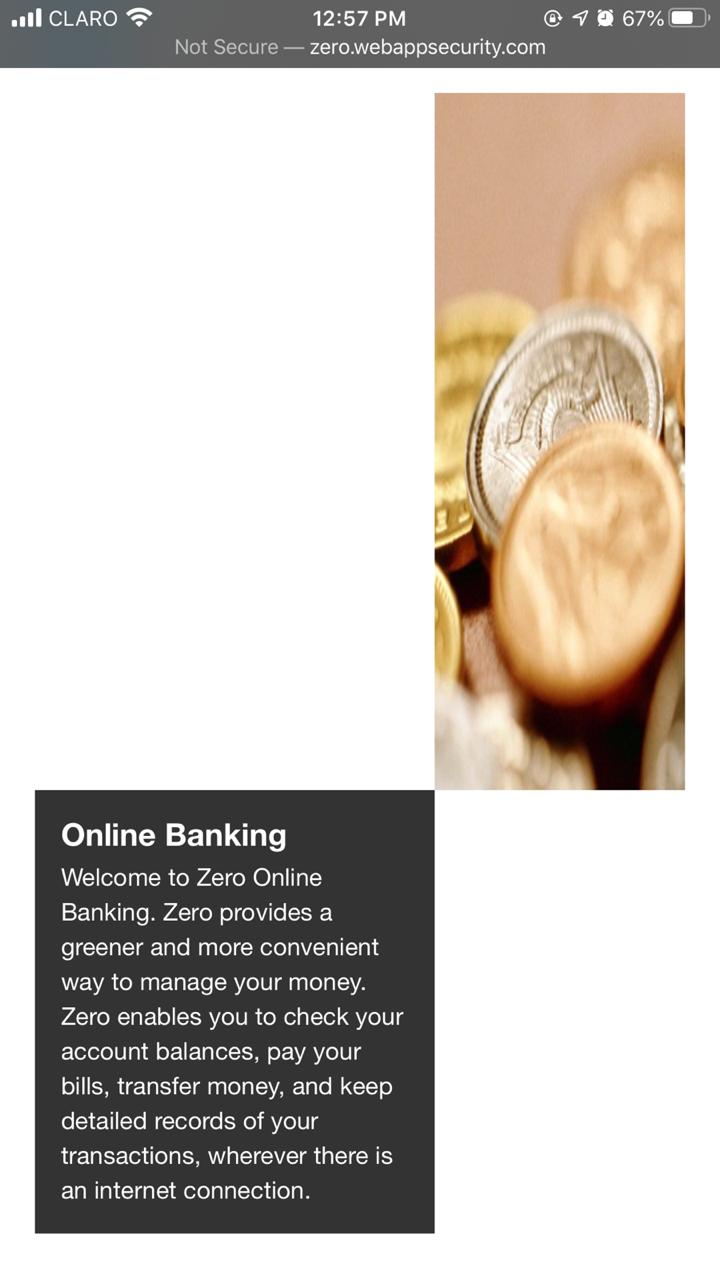 CLARO 12:57 PM 67%
Not Secure — zero.webappsecurity.com
Online Banking
Welcome to Zero Online
Banking. Zero provides a
greener and more convenient
way to manage your money.
Zero enables you to check your
account balances, pay your
bills, transfer money, and keep
detailed records of your
transactions, wherever there is
an internet connection.